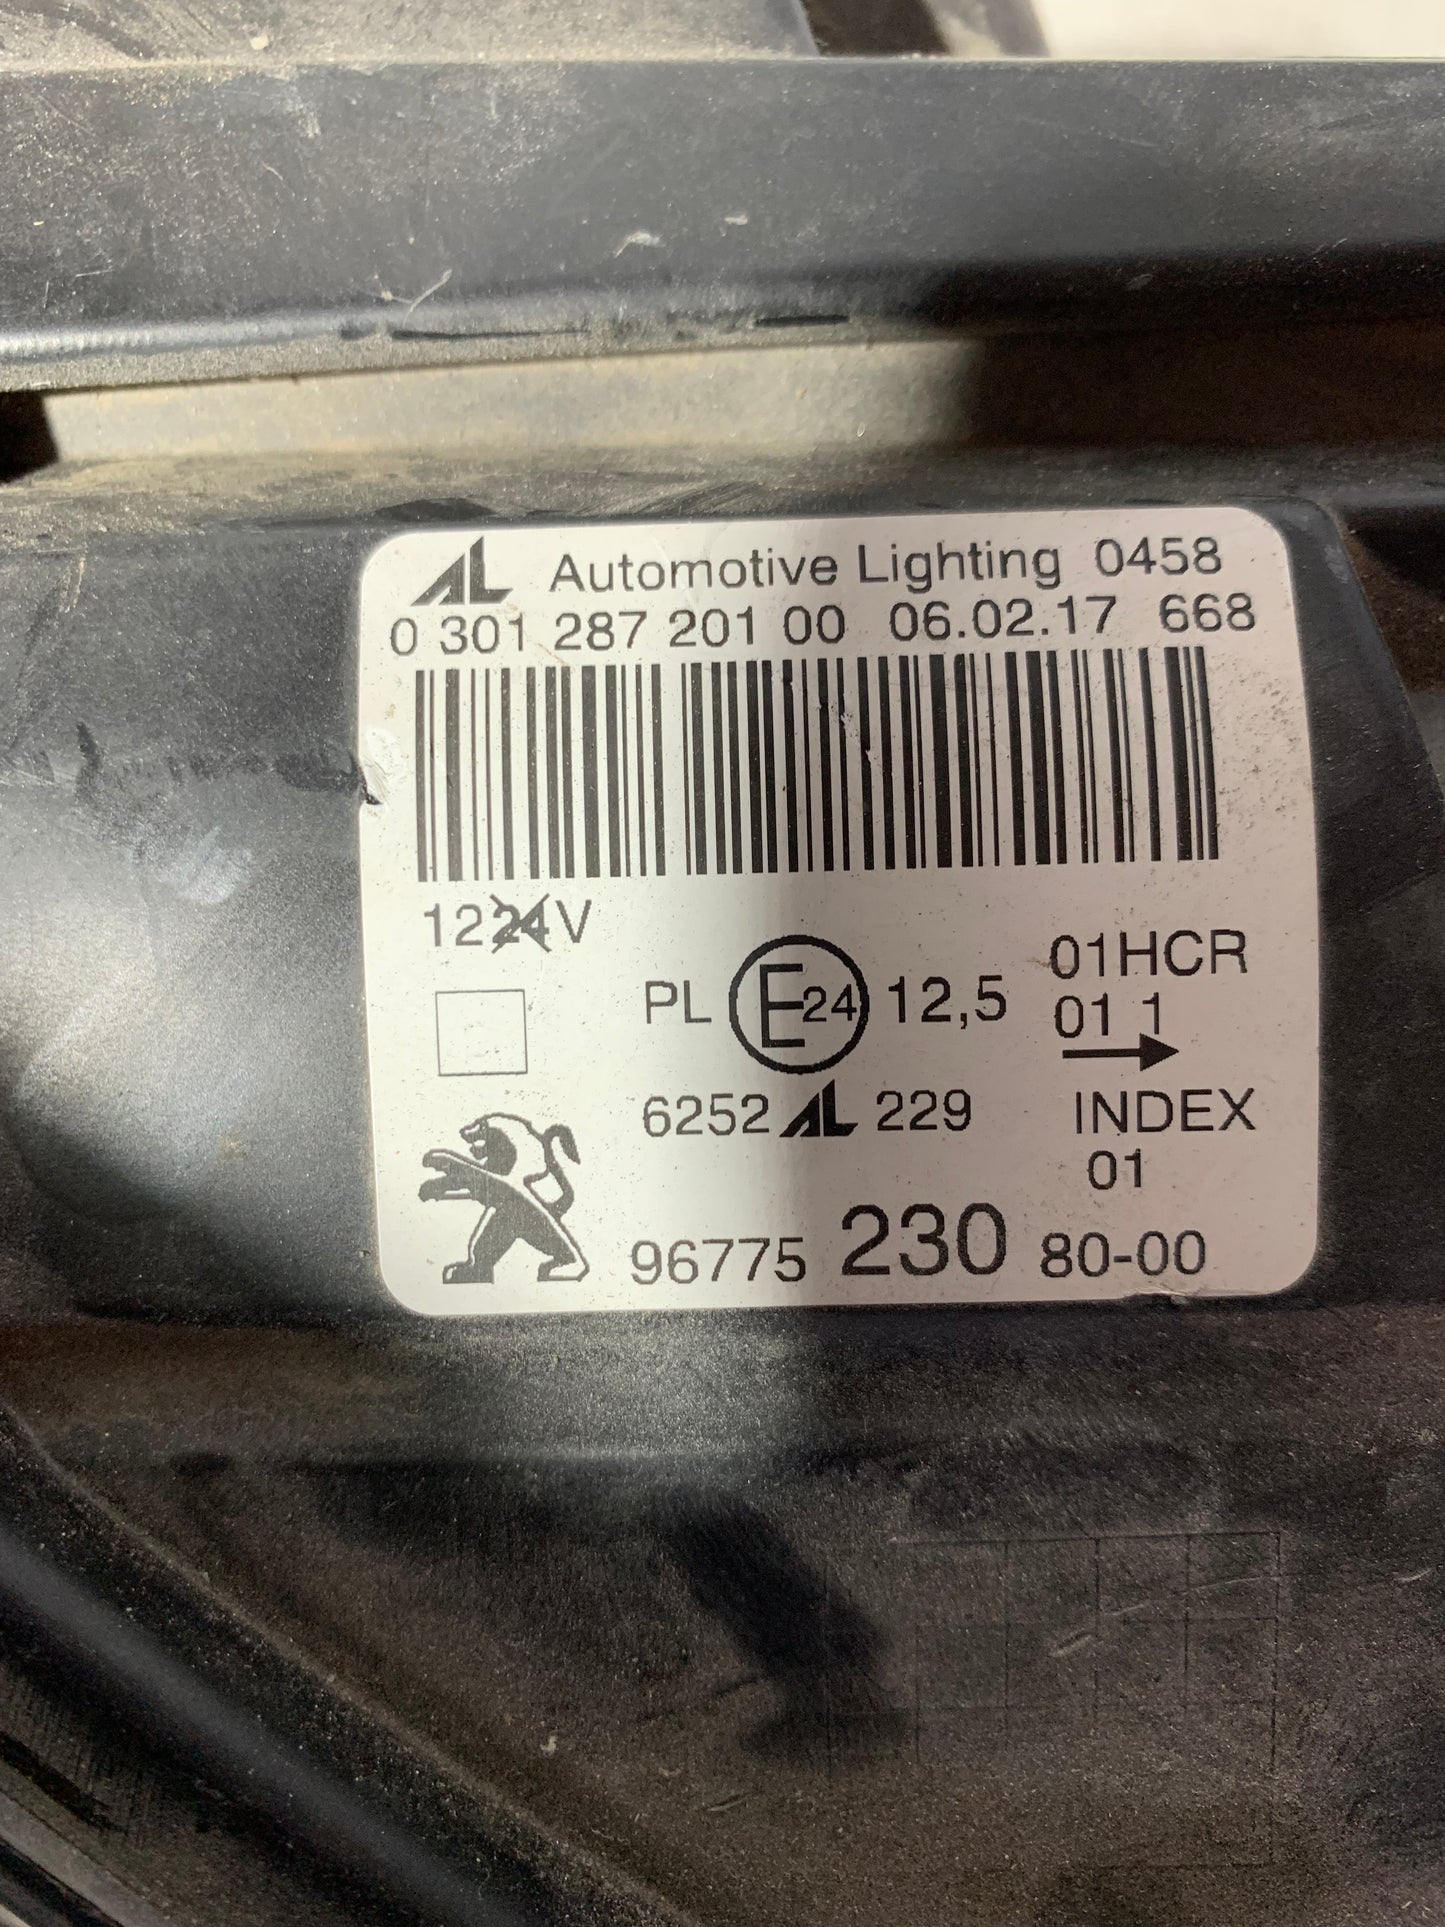 AL Automotive Lighting 0458
0 301 287 201 00 06.02.17 668
1224V
PL E24 12,5 01HCR
01 1
6252 AL 229 INDEX
01
96775 230 80-00